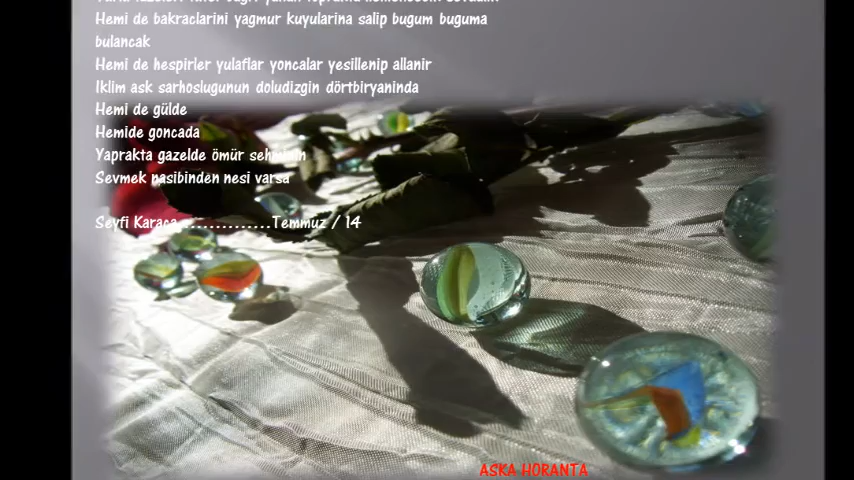 Hemi de bakraclarini yagmur kuyularina salip bugum buguma
bulancak
Hemi de hespirler yulaflar yoncalar yesillenip allanir
Iklim ask sarhoslugunun doludizgin dörtbiryaninda
Hemi de gülde
Hemide goncada
Yaprakta gazelde ömür
Sevmek nasibinden nesi varsa
Seyfi Karaca ..............Temmuz / 14
ASKA HORANTA